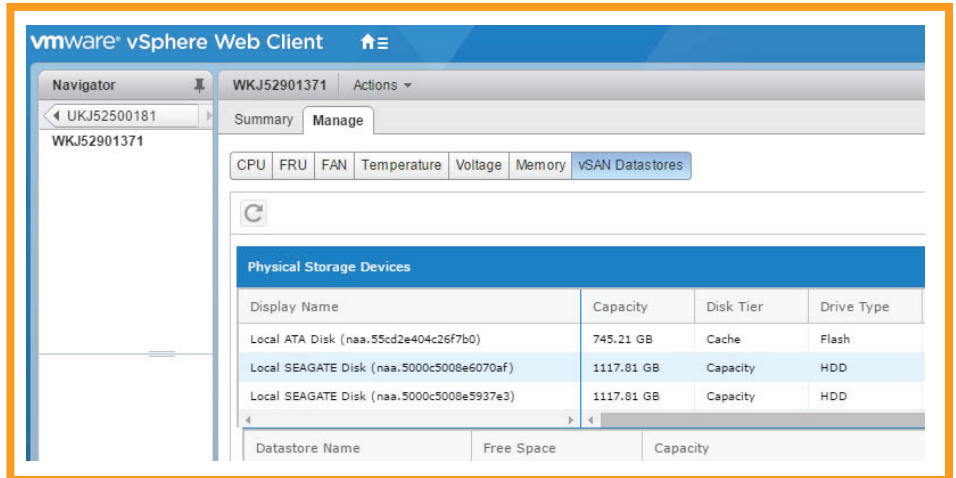 vmware® vSphere Web Client
Navigator
UKJ52500181
WKJ52901371
WKJ52901371 Actions
Summary Manage
CPU FRU FAN Temperature Voltage Memory vSAN Datastores
Physical Storage Devices
Display Name Capacity Disk Tier Drive Type
Local ATA Disk (naa.55cd2e404c26f7b0) 745.21 GB Cache Flash
Local SEAGATE Disk (naa.5000c5008e6070af) 1117.81 GB Capacity HDD
Local SEAGATE Disk (naa.5000c5008e5937e3) 1117.81 GB Capacity HDD
Datastore Name Free Space Capacity